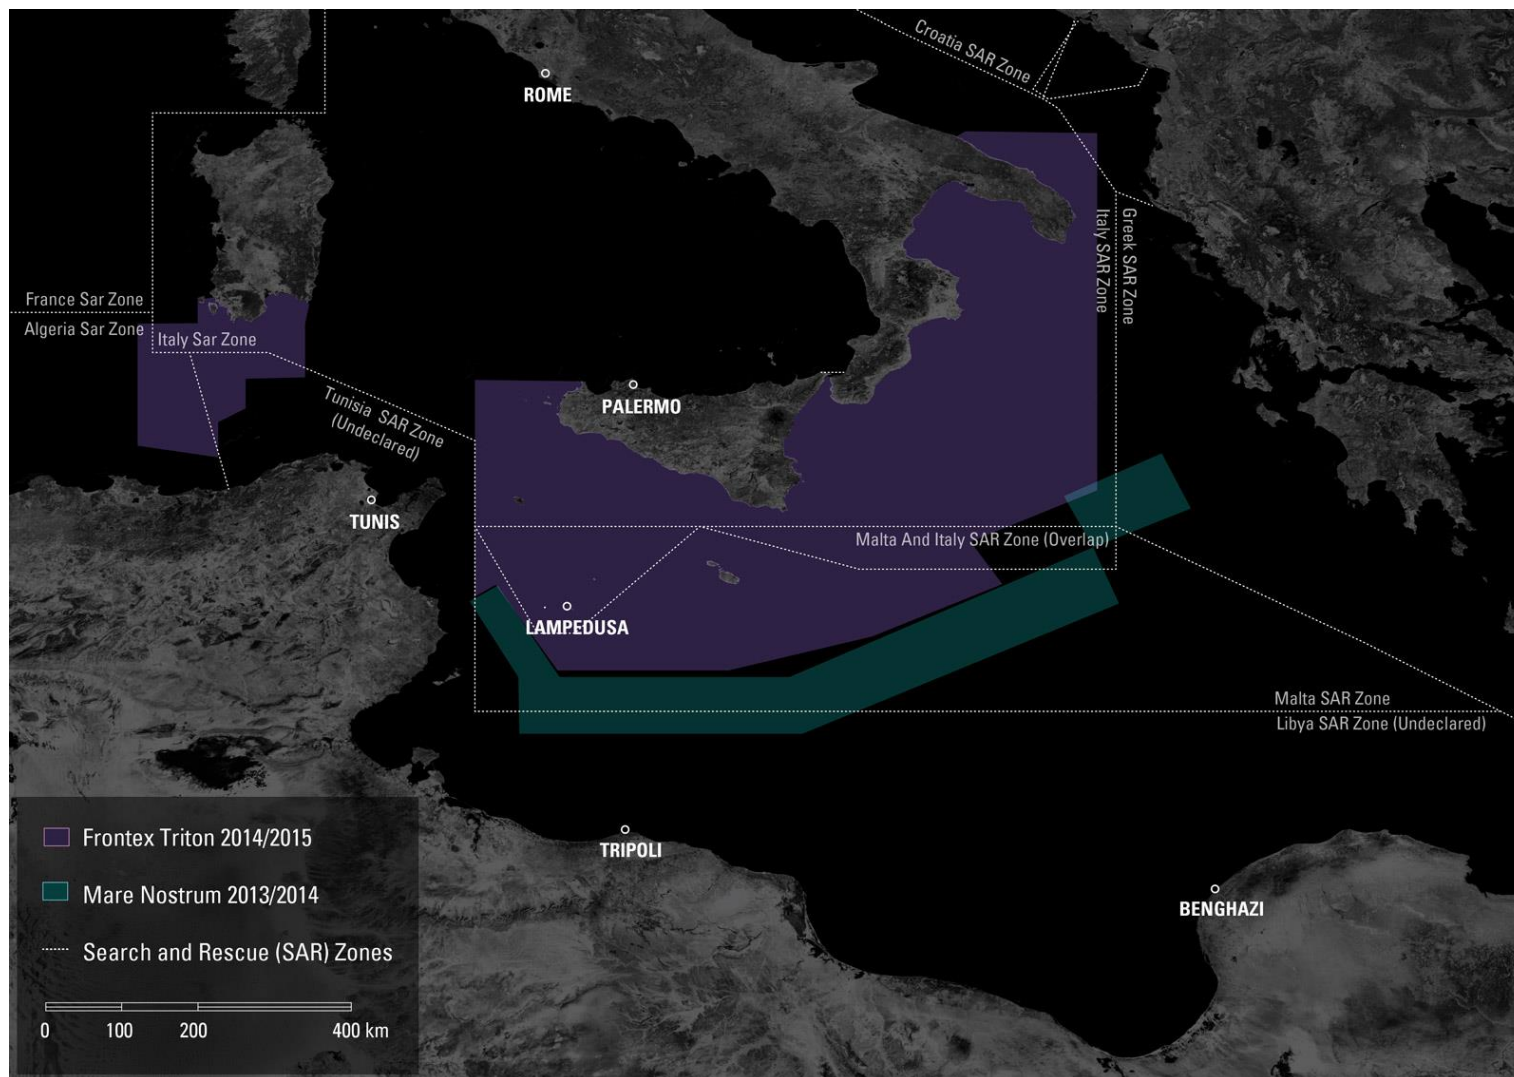 Croatia SAR Zone
ROME
Italy SAR Zone
Greek SAR Zone
France Sar Zone
Algeria Sar Zone
Italy Sar Zone
Tunisia SAR Zone
(Undeclared)
PALERMO
TUNIS
Malta And Italy SAR Zone (Overlap)
LAMPEDUSA
Malta SAR Zone
Libya SAR Zone (Undeclared)
TRIPOLI
BENGHAZI
Frontex Triton 2014/2015
Mare Nostrum 2013/2014
Search and Rescue (SAR) Zones
0 100 200 400 km